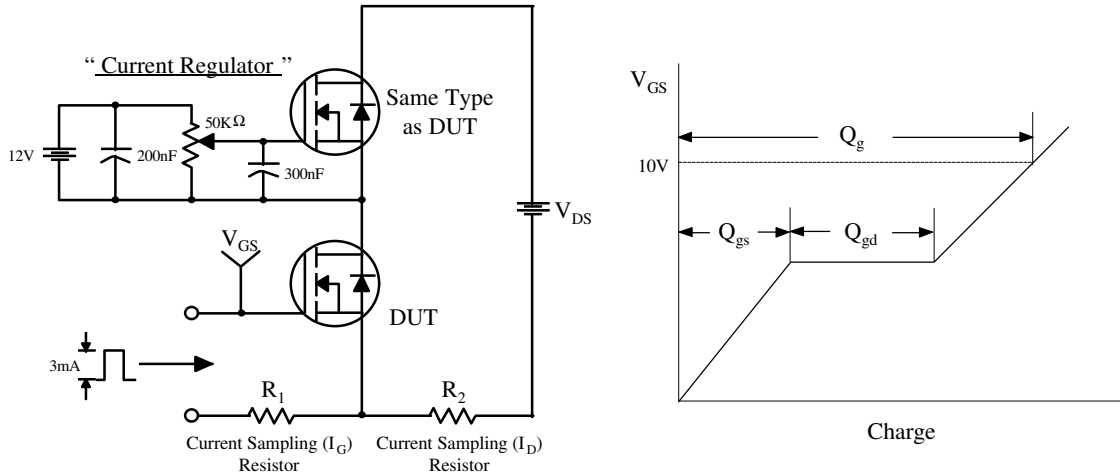 “ Current Regulator ”
Same Type
as DUT
50KΩ
12V
200nF
300nF
V_DS
V_GS
DUT
3mA
R_1
R_2
Current Sampling (I_G)
Resistor
Current Sampling (I_D)
Resistor
V_GS
Q_g
10V
Q_gs
Q_gd
Charge